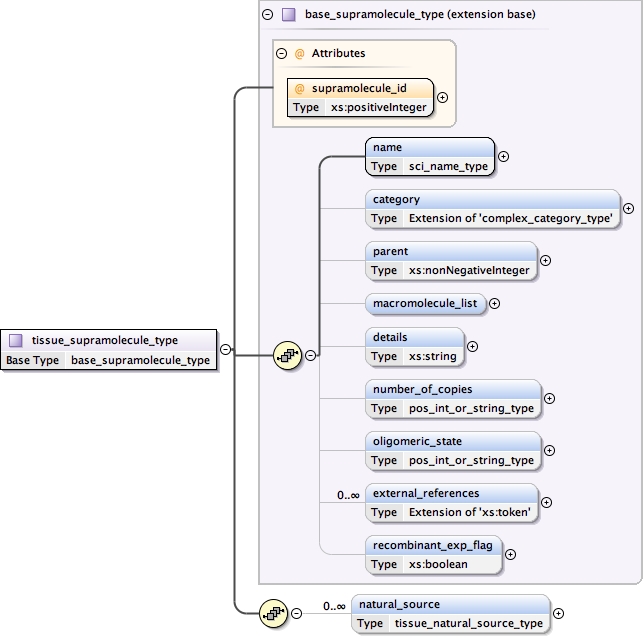 base_supramolecule_type (extension base)
@ Attributes
@ supramolecule_id
Type xs:positiveInteger
name
Type sci_name_type
category
Type Extension of 'complex_category_type'
parent
Type xs:nonNegativeInteger
macromolecule_list
tissue_supramolecule_type
Base Type base_supramolecule_type
details
Type xs:string
number_of_copies
Type pos_int_or_string_type
oligomeric_state
Type pos_int_or_string_type
0..∞ external_references
Type Extension of 'xs:token'
recombinant_exp_flag
Type xs:boolean
0..∞ natural_source
Type tissue_natural_source_type